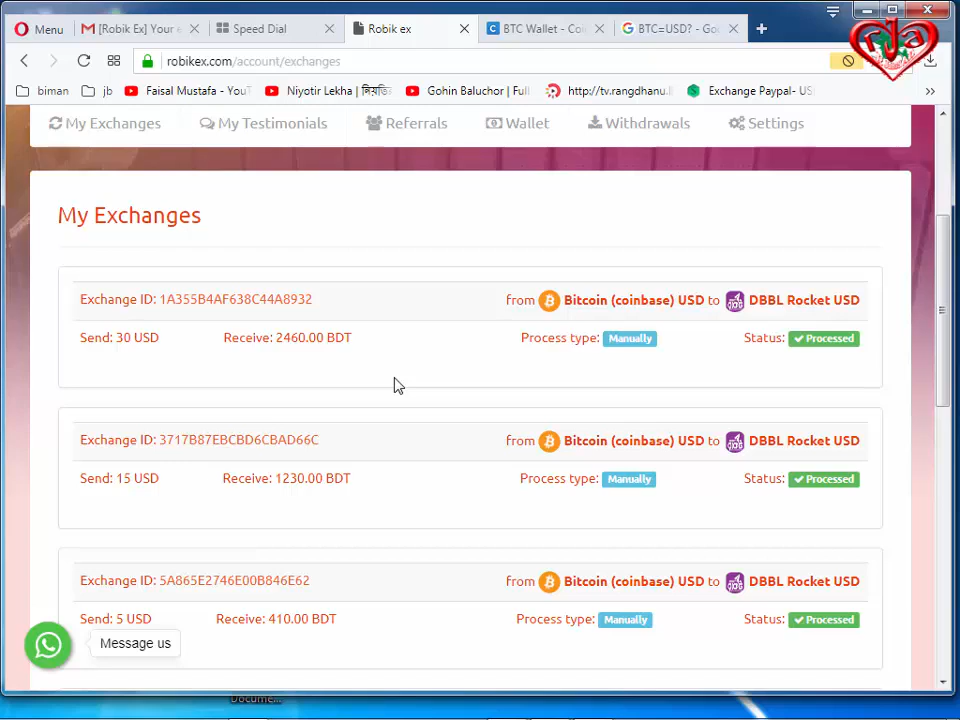 Menu
[Robik Ex] Your e
Speed Dial
Robik ex
BTC Wallet - Coi
BTC=USD? - Goo
robikex.com/account/exchanges
biman
jb
Faisal Mustafa - YouT
Niyotir Lekha | নিয়তির
Gohin Baluchor | Full
http://tv.rangdhanu.l
Exchange Paypal- US
My Exchanges
My Testimonials
Referrals
Wallet
Withdrawals
Settings
My Exchanges
Exchange ID: 1A355B4AF638C44A8932
from Bitcoin (coinbase) USD to DBBL Rocket USD
Send: 30 USD
Receive: 2460.00 BDT
Process type: Manually
Status: Processed
Exchange ID: 3717B87EBCBD6CBAD66C
from Bitcoin (coinbase) USD to DBBL Rocket USD
Send: 15 USD
Receive: 1230.00 BDT
Process type: Manually
Status: Processed
Exchange ID: 5A865E2746E00B846E62
from Bitcoin (coinbase) USD to DBBL Rocket USD
Send: 5 USD
Receive: 410.00 BDT
Process type: Manually
Status: Processed
Message us
Docume...